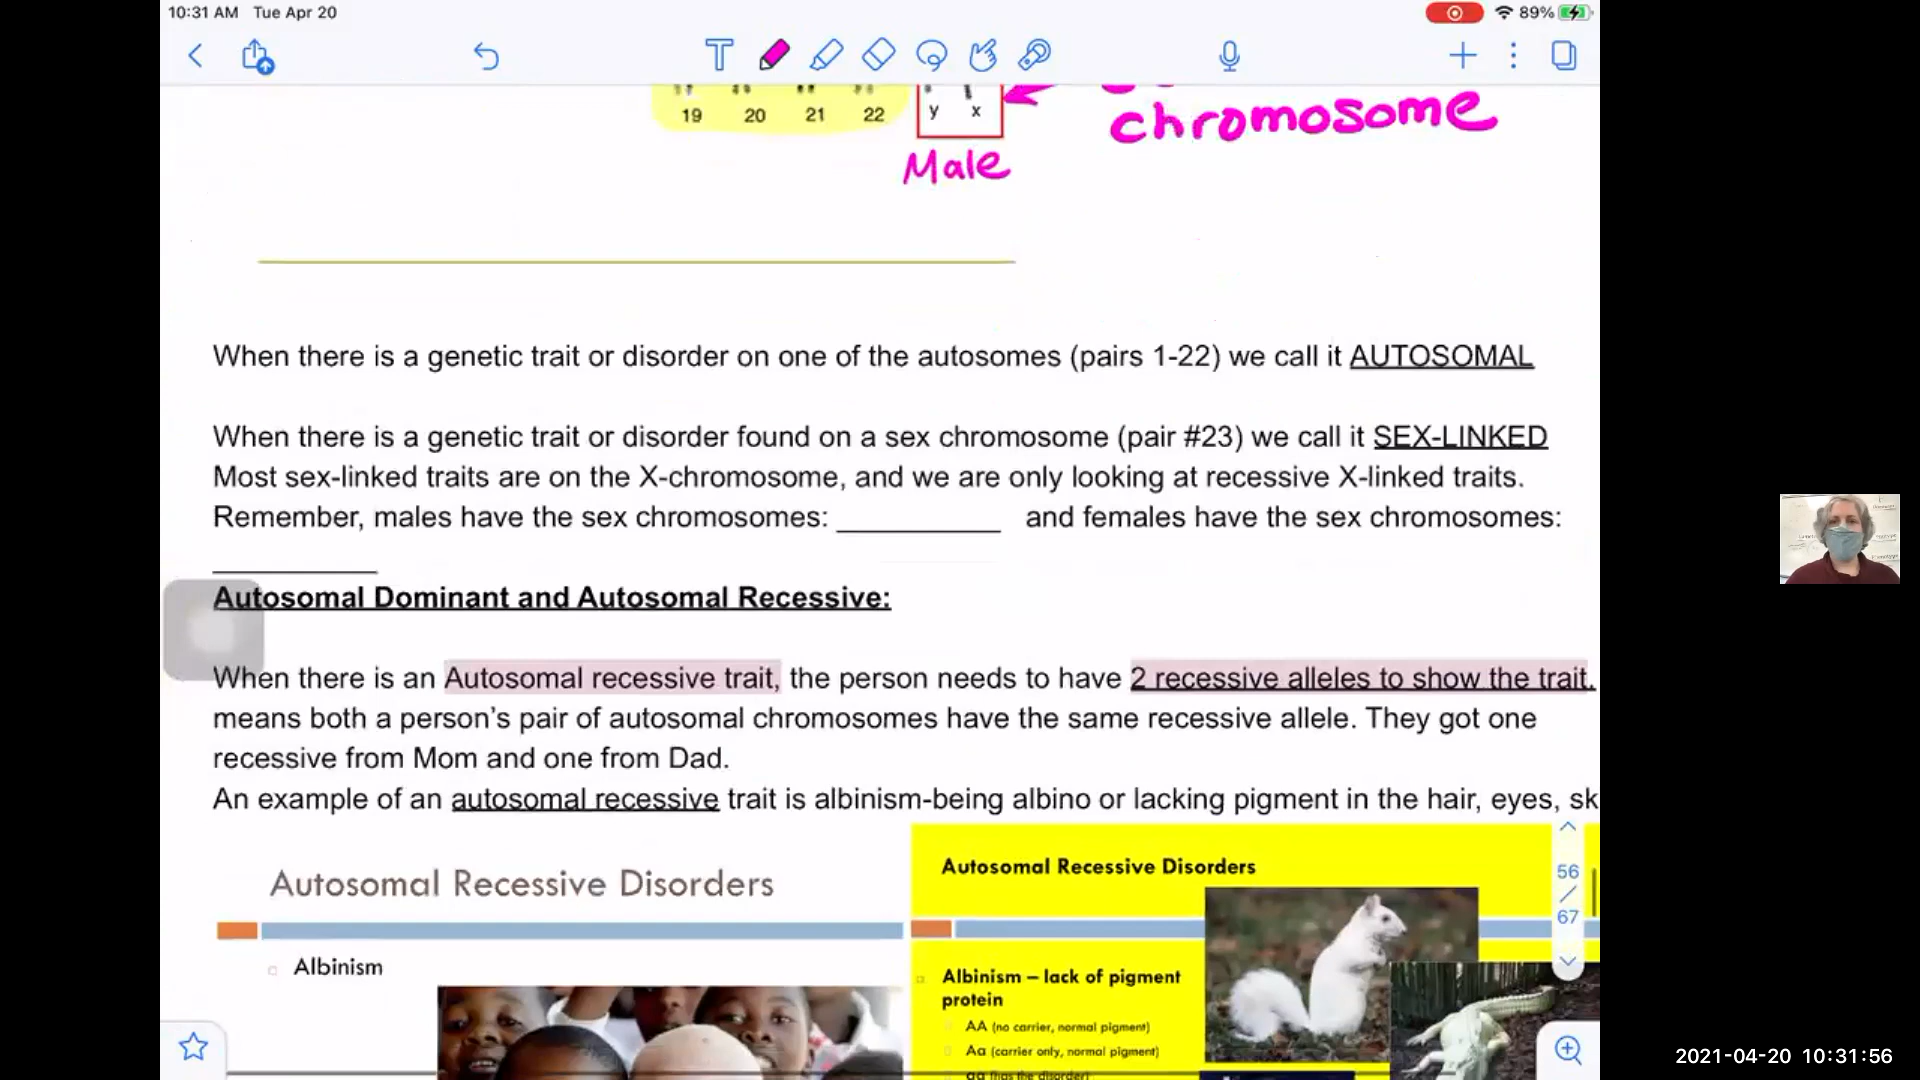 10:31 AM Tue Apr 20
89%
chromosome
19 20 21 22 y x
Male
When there is a genetic trait or disorder on one of the autosomes (pairs 1-22) we call it AUTOSOMAL
When there is a genetic trait or disorder found on a sex chromosome (pair #23) we call it SEX-LINKED
Most sex-linked traits are on the X-chromosome, and we are only looking at recessive X-linked traits.
Remember, males have the sex chromosomes: __________ and females have the sex chromosomes:
__________
Autosomal Dominant and Autosomal Recessive:
When there is an Autosomal recessive trait, the person needs to have 2 recessive alleles to show the trait.
means both a person's pair of autosomal chromosomes have the same recessive allele. They got one
recessive from Mom and one from Dad.
An example of an autosomal recessive trait is albinism-being albino or lacking pigment in the hair, eyes, sk
Autosomal Recessive Disorders
Albinism
Autosomal Recessive Disorders
Albinism – lack of pigment
protein
AA (no carrier, normal pigment)
Aa (carrier only, normal pigment)
aa (has the disorder)
56
/
67
2021-04-20 10:31:56